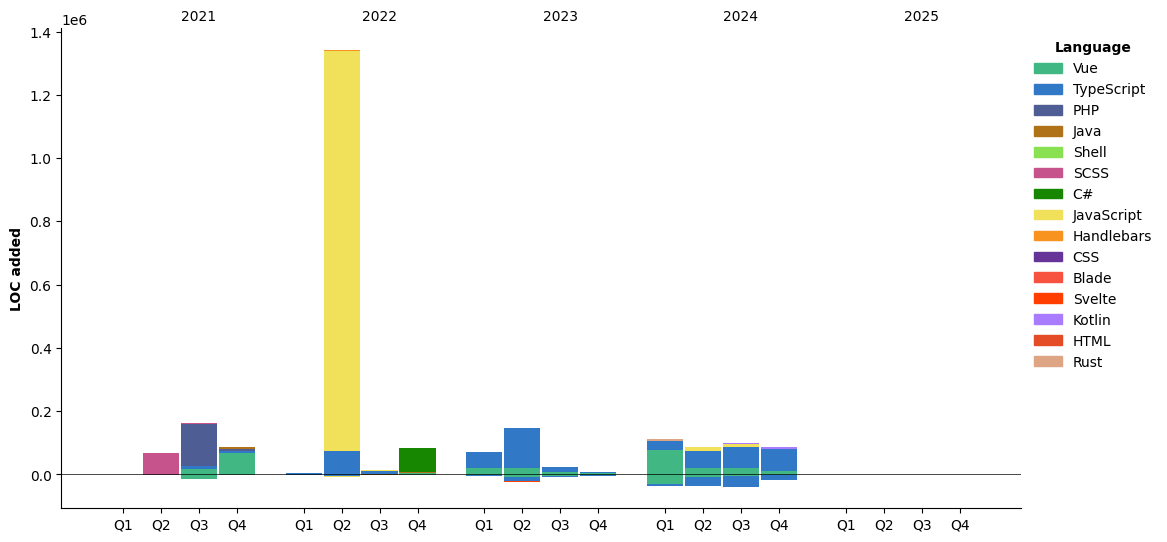 2021 2022 2023 2024 2025
1e6
1.4
1.2
1.0
0.8
0.6
0.4
0.2
0.0
LOC added
Q1 Q2 Q3 Q4 Q1 Q2 Q3 Q4 Q1 Q2 Q3 Q4 Q1 Q2 Q3 Q4 Q1 Q2 Q3 Q4
Language
Vue
TypeScript
PHP
Java
Shell
SCSS
C#
JavaScript
Handlebars
CSS
Blade
Svelte
Kotlin
HTML
Rust